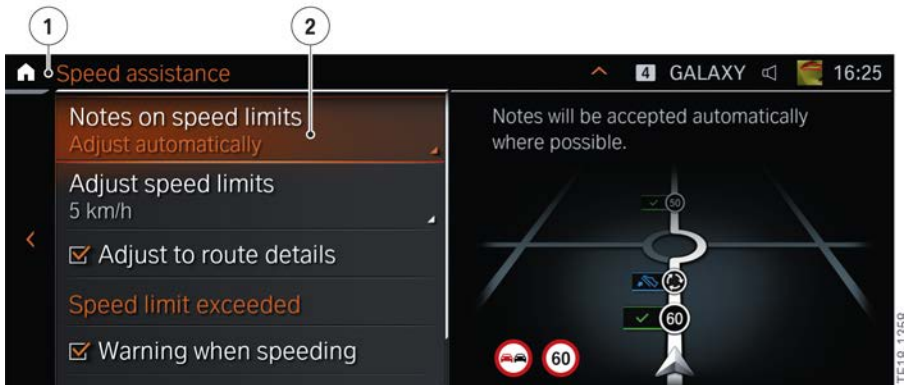 1
2
Speed assistance
4 GALAXY 16:25
Notes on speed limits
Adjust automatically
Adjust speed limits
5 km/h
Adjust to route details
Speed limit exceeded
Warning when speeding
Notes will be accepted automatically
where possible.
50
60
60
TE18-1358